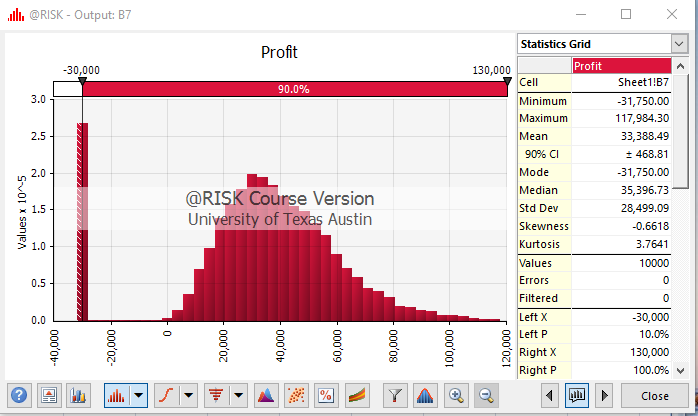 @RISK - Output: B7
Profit
-30,000 130,000
90.0%
3.0
2.5
2.0
1.5
1.0
0.5
0.0
Values x 10^-5
@RISK Course Version
University of Texas Austin
-40,000
-20,000
0
20,000
40,000
60,000
80,000
100,000
120,000
Statistics Grid
Profit
Cell Sheet1!B7
Minimum -31,750.00
Maximum 117,984.30
Mean 33,388.49
90% CI ± 468.81
Mode -31,750.00
Median 35,396.73
Std Dev 28,499.09
Skewness -0.6618
Kurtosis 3.7641
Values 10000
Errors 0
Filtered 0
Left X -30,000
Left P 10.0%
Right X 130,000
Right P 100.0%
?
%
Close